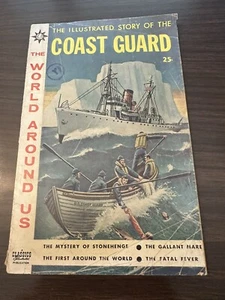 THE ILLUSTRATED STORY OF THE
COAST GUARD
25¢
THE WORLD AROUND US
THE MYSTERY OF STONEHENGE
THE GALLANT MARE
THE FIRST AROUND THE WORLD
THE FATAL FEVER